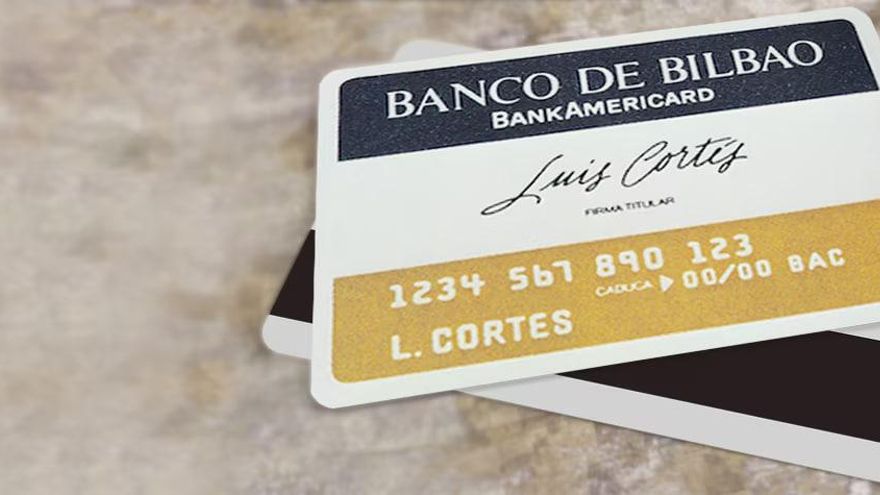 BANCO DE BILBAO
BANKAMERICARD
Luis Cortés
FIRMA TITULAR
1234 567 890 123
CADUCA ▶ 00/00 BAC
L. CORTES